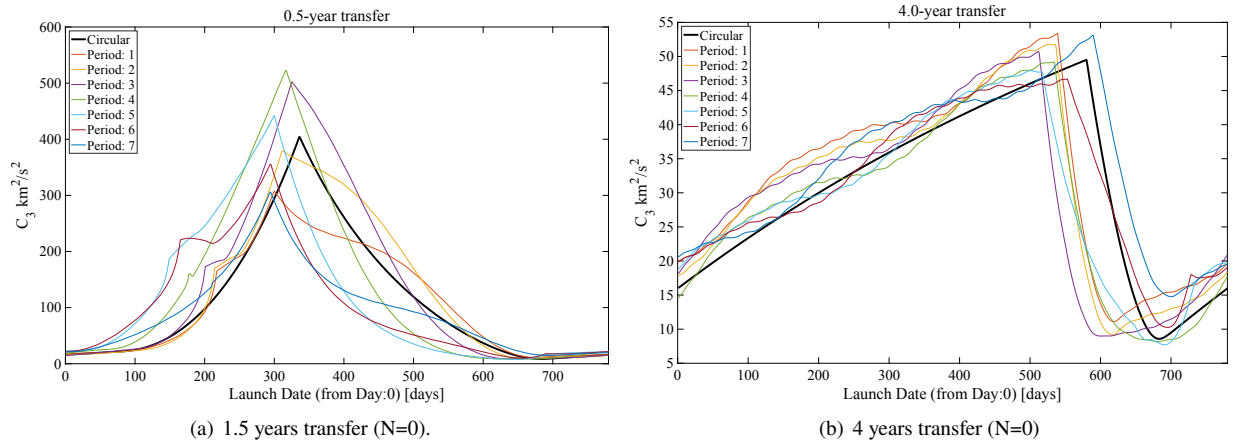 0.5-year transfer
600
500
400
300
200
100
0
C3 km2/s2
Circular
Period: 1
Period: 2
Period: 3
Period: 4
Period: 5
Period: 6
Period: 7
0 100 200 300 400 500 600 700
Launch Date (from Day:0) [days]
(a) 1.5 years transfer (N=0).
4.0-year transfer
55
50
45
40
35
30
25
20
15
10
5
C3 km2/s2
Circular
Period: 1
Period: 2
Period: 3
Period: 4
Period: 5
Period: 6
Period: 7
0 100 200 300 400 500 600 700
Launch Date (from Day:0) [days]
(b) 4 years transfer (N=0)